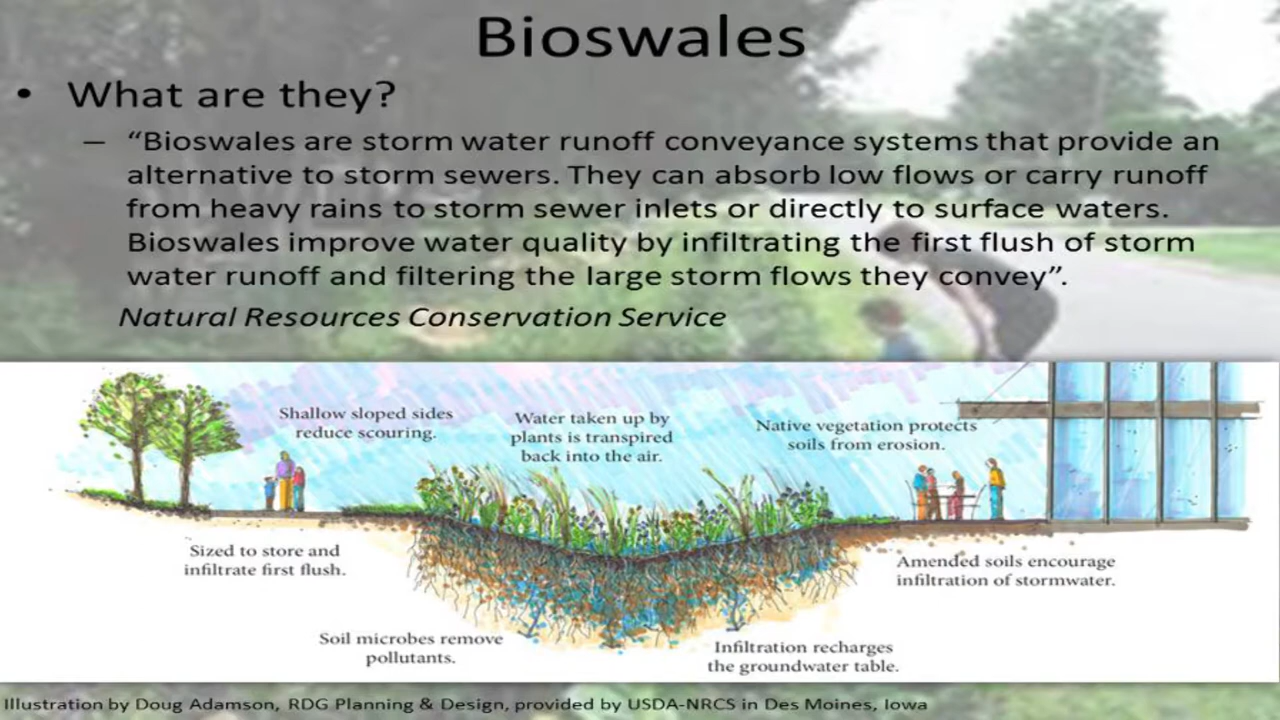 Bioswales
• What are they?
– “Bioswales are storm water runoff conveyance systems that provide an
alternative to storm sewers. They can absorb low flows or carry runoff
from heavy rains to storm sewer inlets or directly to surface waters.
Bioswales improve water quality by infiltrating the first flush of storm
water runoff and filtering the large storm flows they convey”.
Natural Resources Conservation Service
Shallow sloped sides
reduce scouring.
Water taken up by
plants is transpired
back into the air.
Native vegetation protects
soils from erosion.
Sized to store and
infiltrate first flush.
Amended soils encourage
infiltration of stormwater.
Soil microbes remove
pollutants.
Infiltration recharges
the groundwater table.
Illustration by Doug Adamson, RDG Planning & Design, provided by USDA-NRCS in Des Moines, Iowa